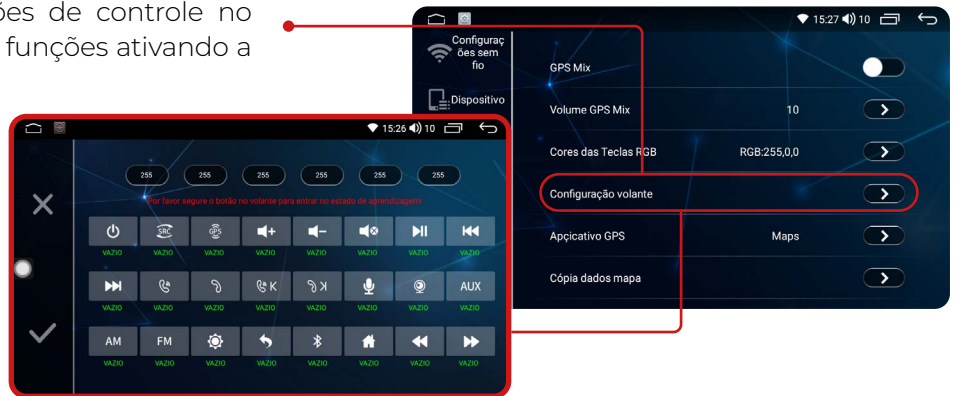 ões de controle no
funções ativando a
15:27 10
Configuraç
ões sem
fio
Dispositivo
GPS Mix
Volume GPS Mix 10
Cores das Teclas RGB RGB:255,0,0
Configuração volante
Apçicativo GPS Maps
Cópia dados mapa
15:26 10
255 255 255 255 255 255
Por favor segure o botão no volante para entrar no estado de aprendizagem!
SRC GPS
VAZIO VAZIO VAZIO VAZIO VAZIO VAZIO VAZIO VAZIO
K K AUX
VAZIO VAZIO VAZIO VAZIO VAZIO VAZIO VAZIO VAZIO
AM FM
VAZIO VAZIO VAZIO VAZIO VAZIO VAZIO VAZIO VAZIO